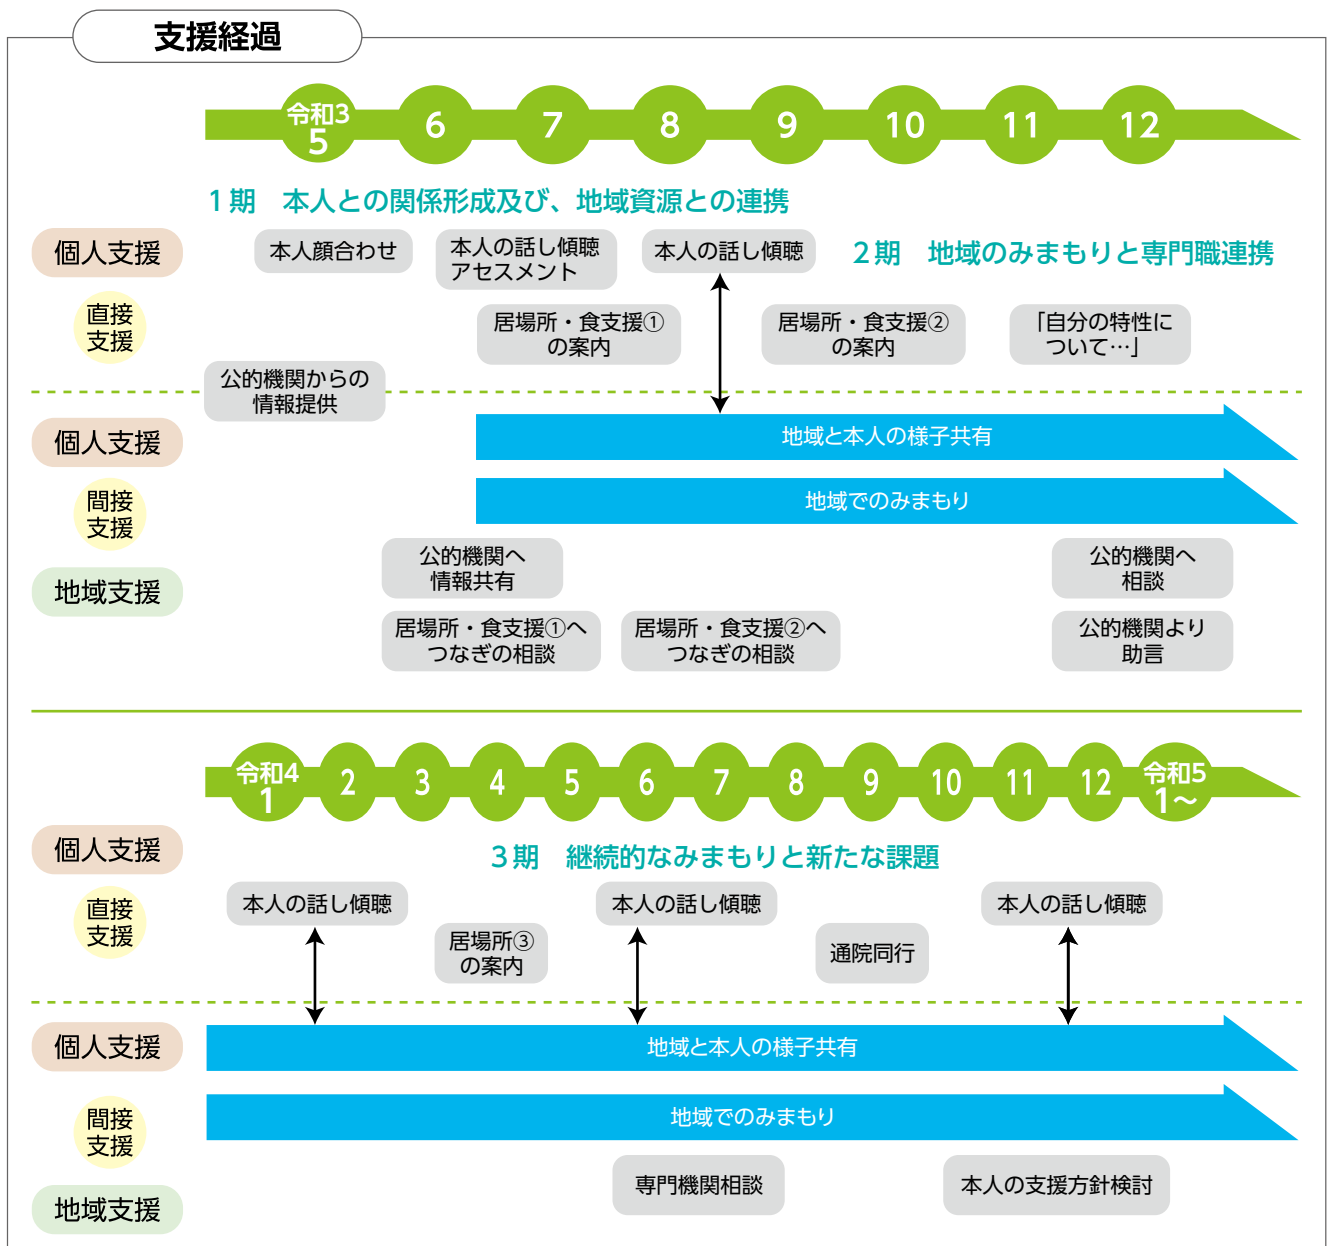 支援経過
令和3
5
6
7
8
9
10
11
12
1期　本人との関係形成及び、地域資源との連携
個人支援
本人顔合わせ
本人の話し傾聴
アセスメント
本人の話し傾聴
2期　地域のみまもりと専門職連携
直接
支援
居場所・食支援①
の案内
居場所・食支援②
の案内
「自分の特性に
ついて…」
公的機関からの
情報提供
個人支援
地域と本人の様子共有
間接
支援
地域でのみまもり
地域支援
公的機関へ
情報共有
公的機関へ
相談
居場所・食支援①へ
つなぎの相談
居場所・食支援②へ
つなぎの相談
公的機関より
助言
令和4
1
2
3
4
5
6
7
8
9
10
11
12
令和5
1～
個人支援
3期　継続的なみまもりと新たな課題
直接
支援
本人の話し傾聴
本人の話し傾聴
本人の話し傾聴
居場所③
の案内
通院同行
個人支援
地域と本人の様子共有
間接
支援
地域でのみまもり
地域支援
専門機関相談
本人の支援方針検討